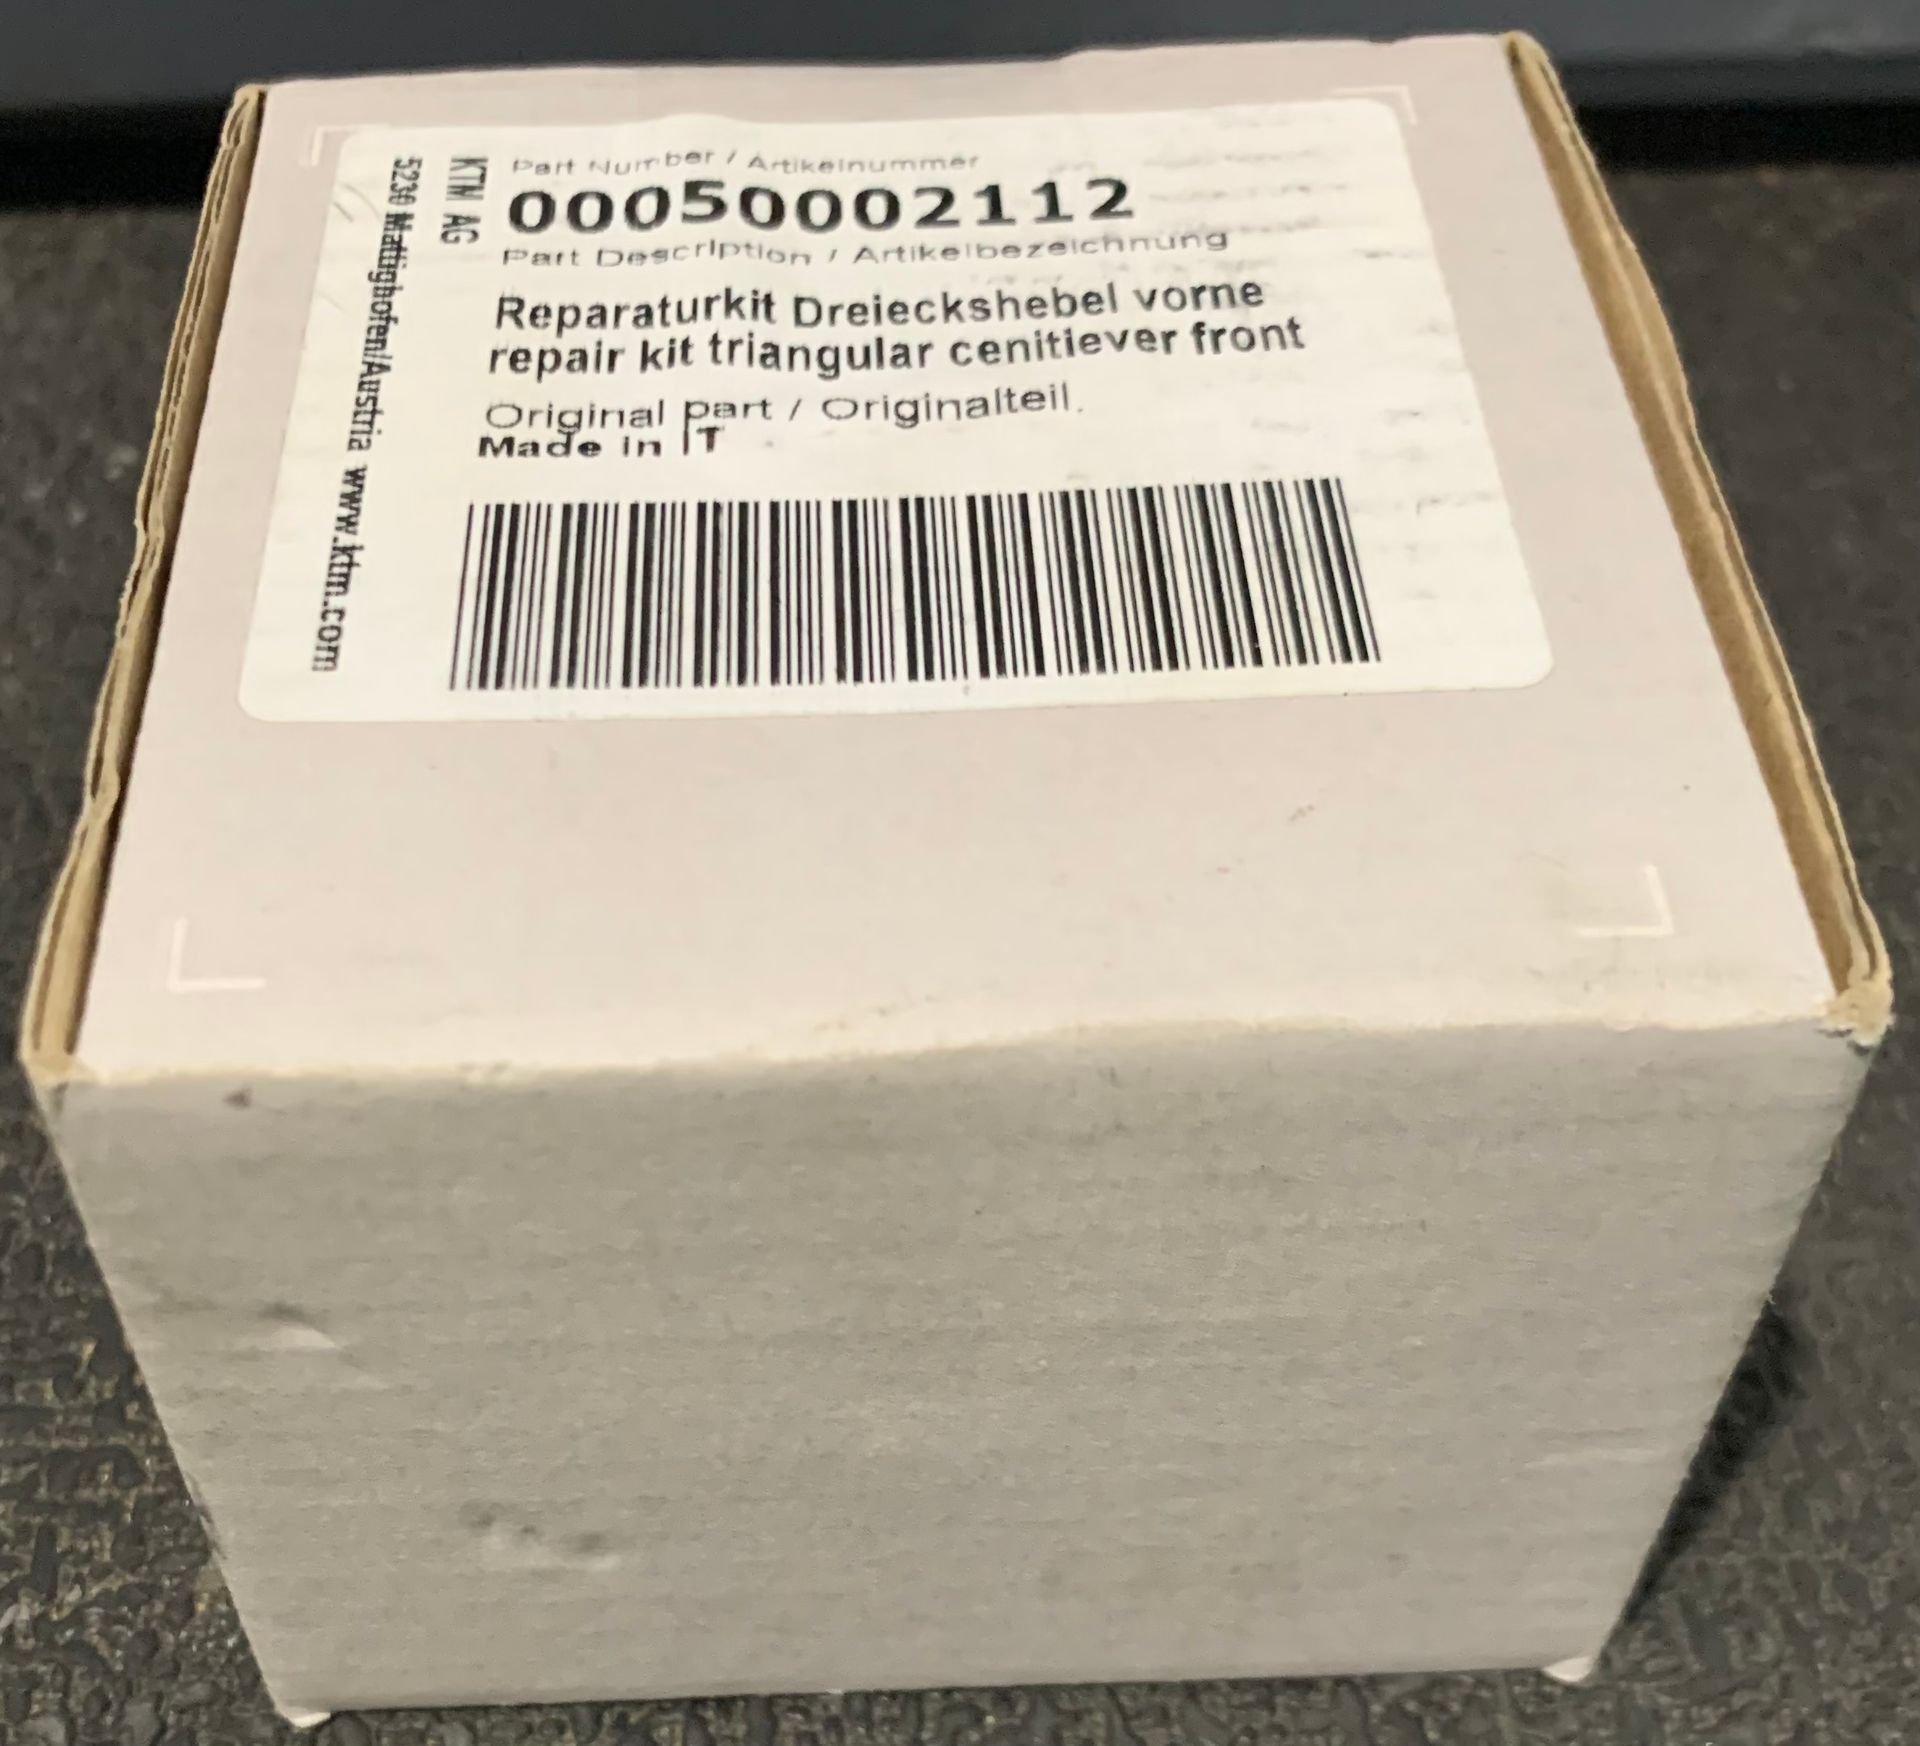 Part Number / Artikelnummer
00050002112
Part Description / Artikelbezeichnung
Reparaturkit Dreieckshebel vorne
repair kit triangular cenitiever front
Original part / Originalteil.
Made in IT
KTM AG
5230 Mattighofen/Austria www.ktm.com